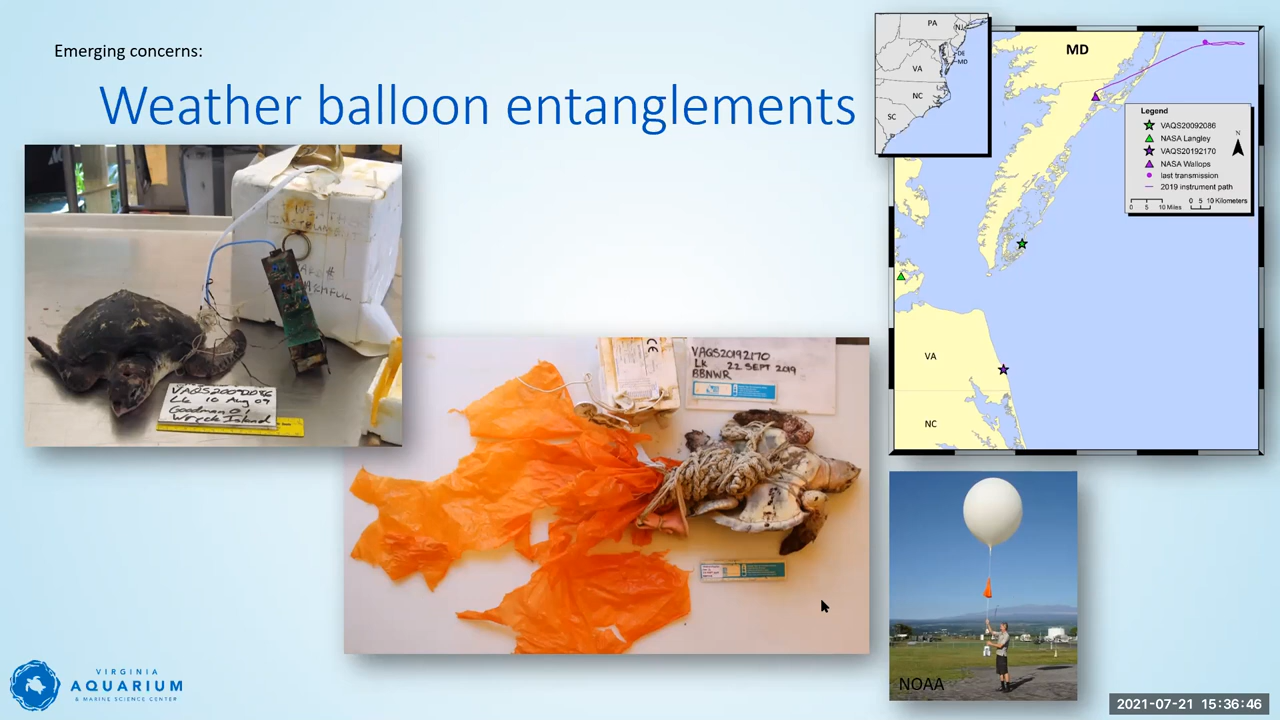 Emerging concerns:
Weather balloon entanglements
VAQS20092086
Lk 10 Aug 09
Goodman 01
Wreck Island
HARMFUL
CE
VAQS20192170
Lk 22 SEPT 2019
BBNWR
PA
NJ
DE
MD
VA
NC
SC
MD
Legend
VAQS20092086
NASA Langley
VAQS20192170
NASA Wallops
last transmission
2019 instrument path
N
0 5 10 Miles
0 5 10 Kilometers
VA
NC
NOAA
VIRGINIA
AQUARIUM
& MARINE SCIENCE CENTER
2021-07-21 15:36:46